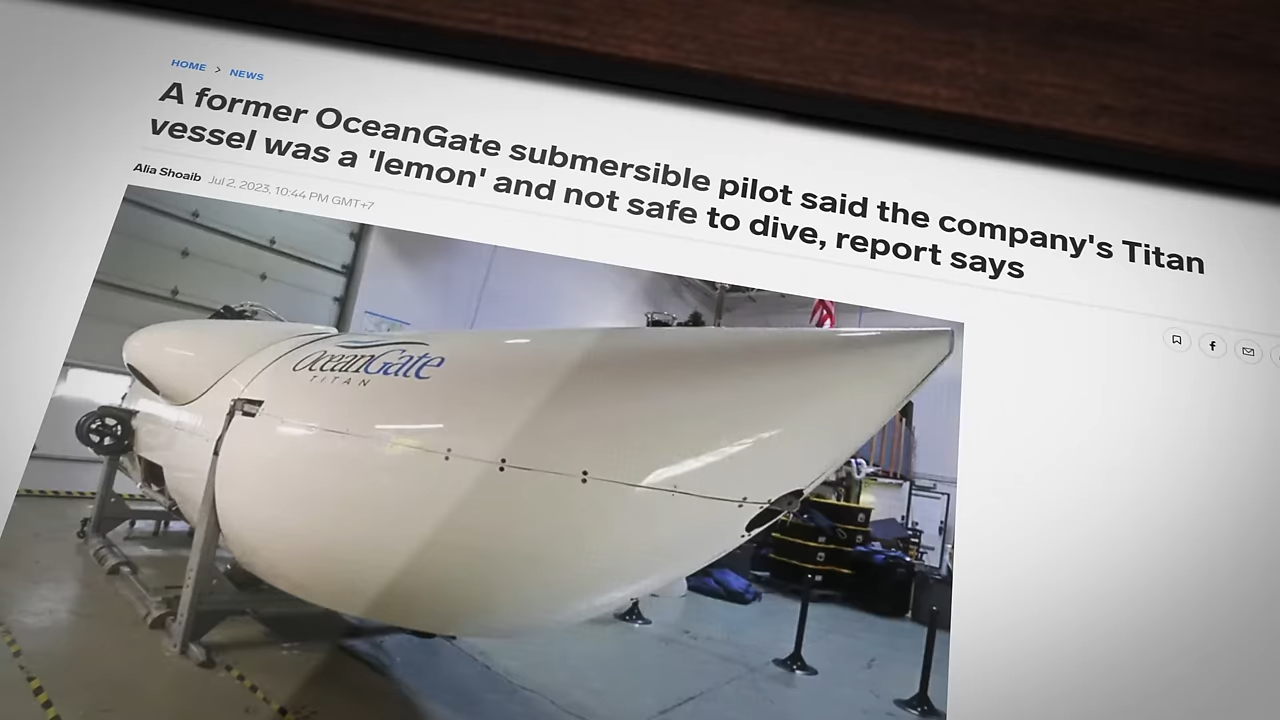 HOME > NEWS
A former OceanGate submersible pilot said the company's Titan
vessel was a 'lemon' and not safe to dive, report says
Alia Shoaib Jul 2, 2023, 10:44 PM GMT+7
OceanGate
TITAN